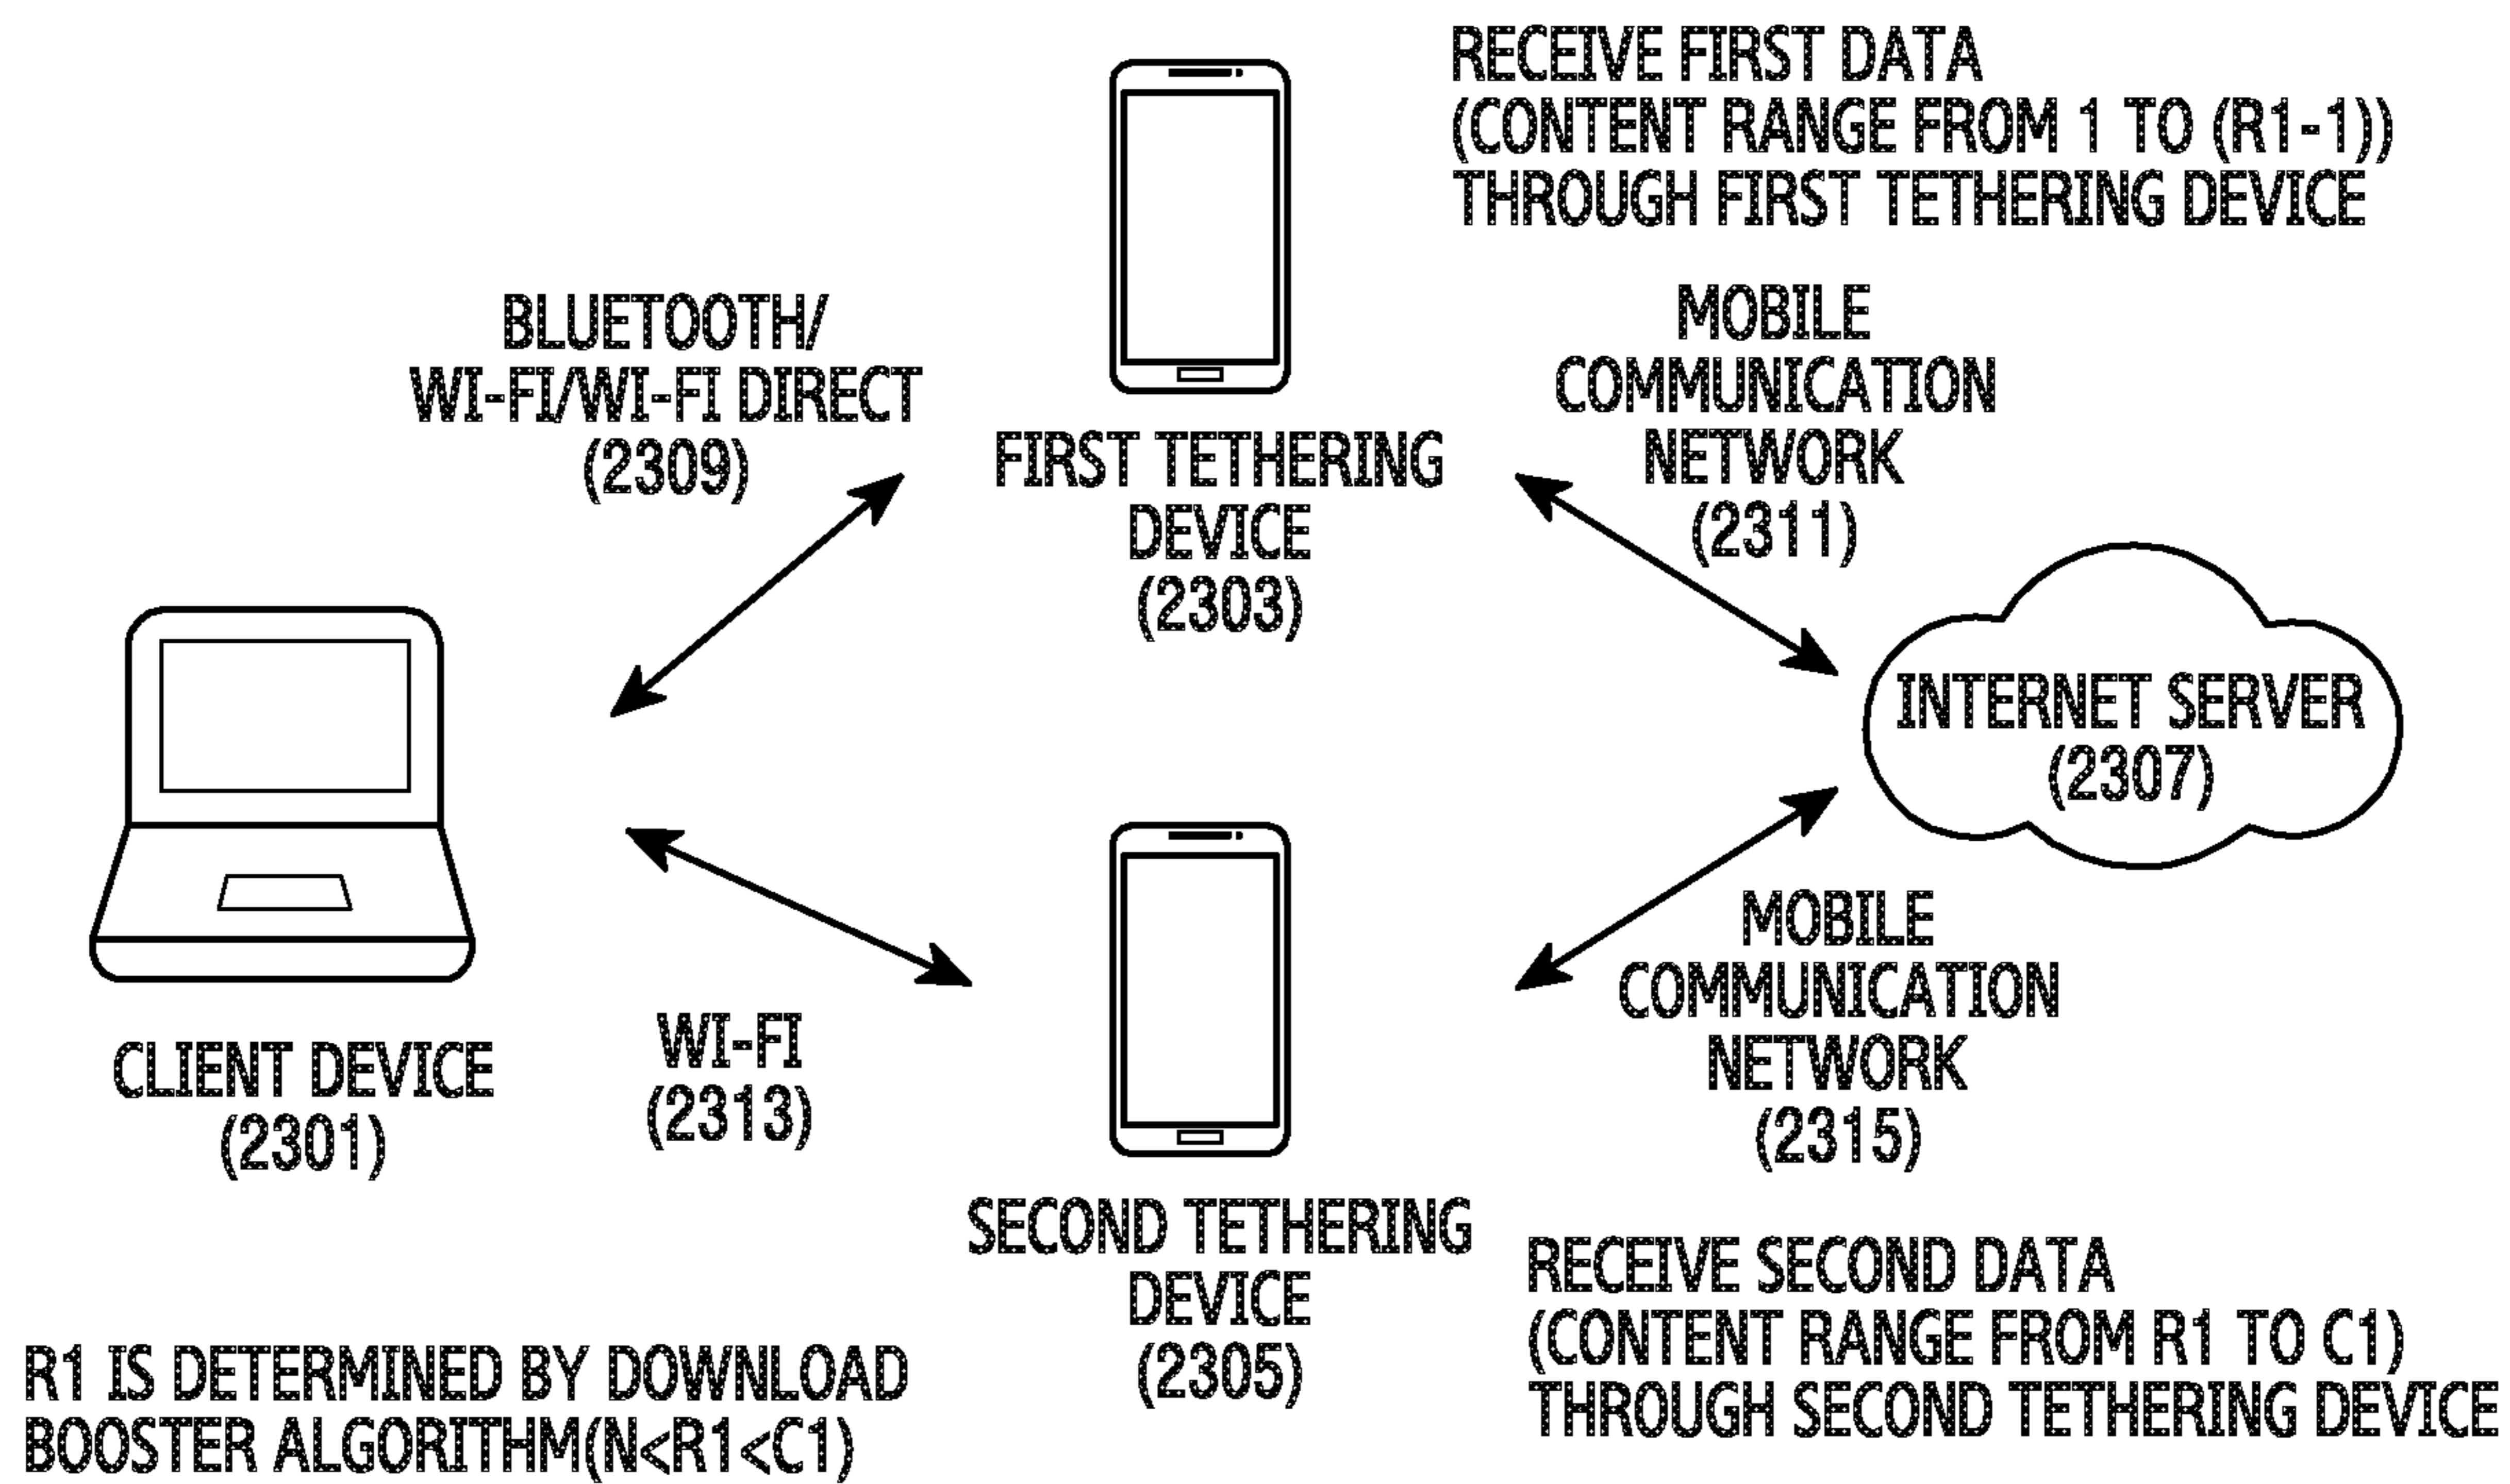 RECEIVE FIRST DATA
(CONTENT RANGE FROM 1 TO (R1-1))
THROUGH FIRST TETHERING DEVICE
BLUETOOTH/
WI-FI/WI-FI DIRECT
(2309)
FIRST TETHERING
DEVICE
(2303)
MOBILE
COMMUNICATION
NETWORK
(2311)
INTERNET SERVER
(2307)
CLIENT DEVICE
(2301)
WI-FI
(2313)
MOBILE
COMMUNICATION
NETWORK
(2315)
SECOND TETHERING
DEVICE
(2305)
RECEIVE SECOND DATA
(CONTENT RANGE FROM R1 TO C1)
THROUGH SECOND TETHERING DEVICE
R1 IS DETERMINED BY DOWNLOAD
BOOSTER ALGORITHM(N<R1<C1)